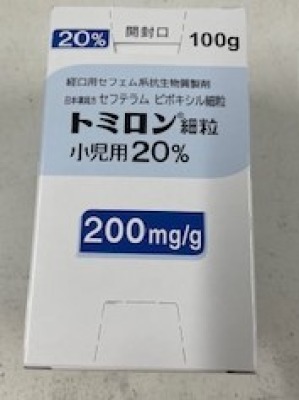 20% 開封口 100g
経口用セフェム系抗生物質製剤
日本薬局方 セフテラム ピボキシル細粒
トミロン®細粒
小児用20%
200mg/g